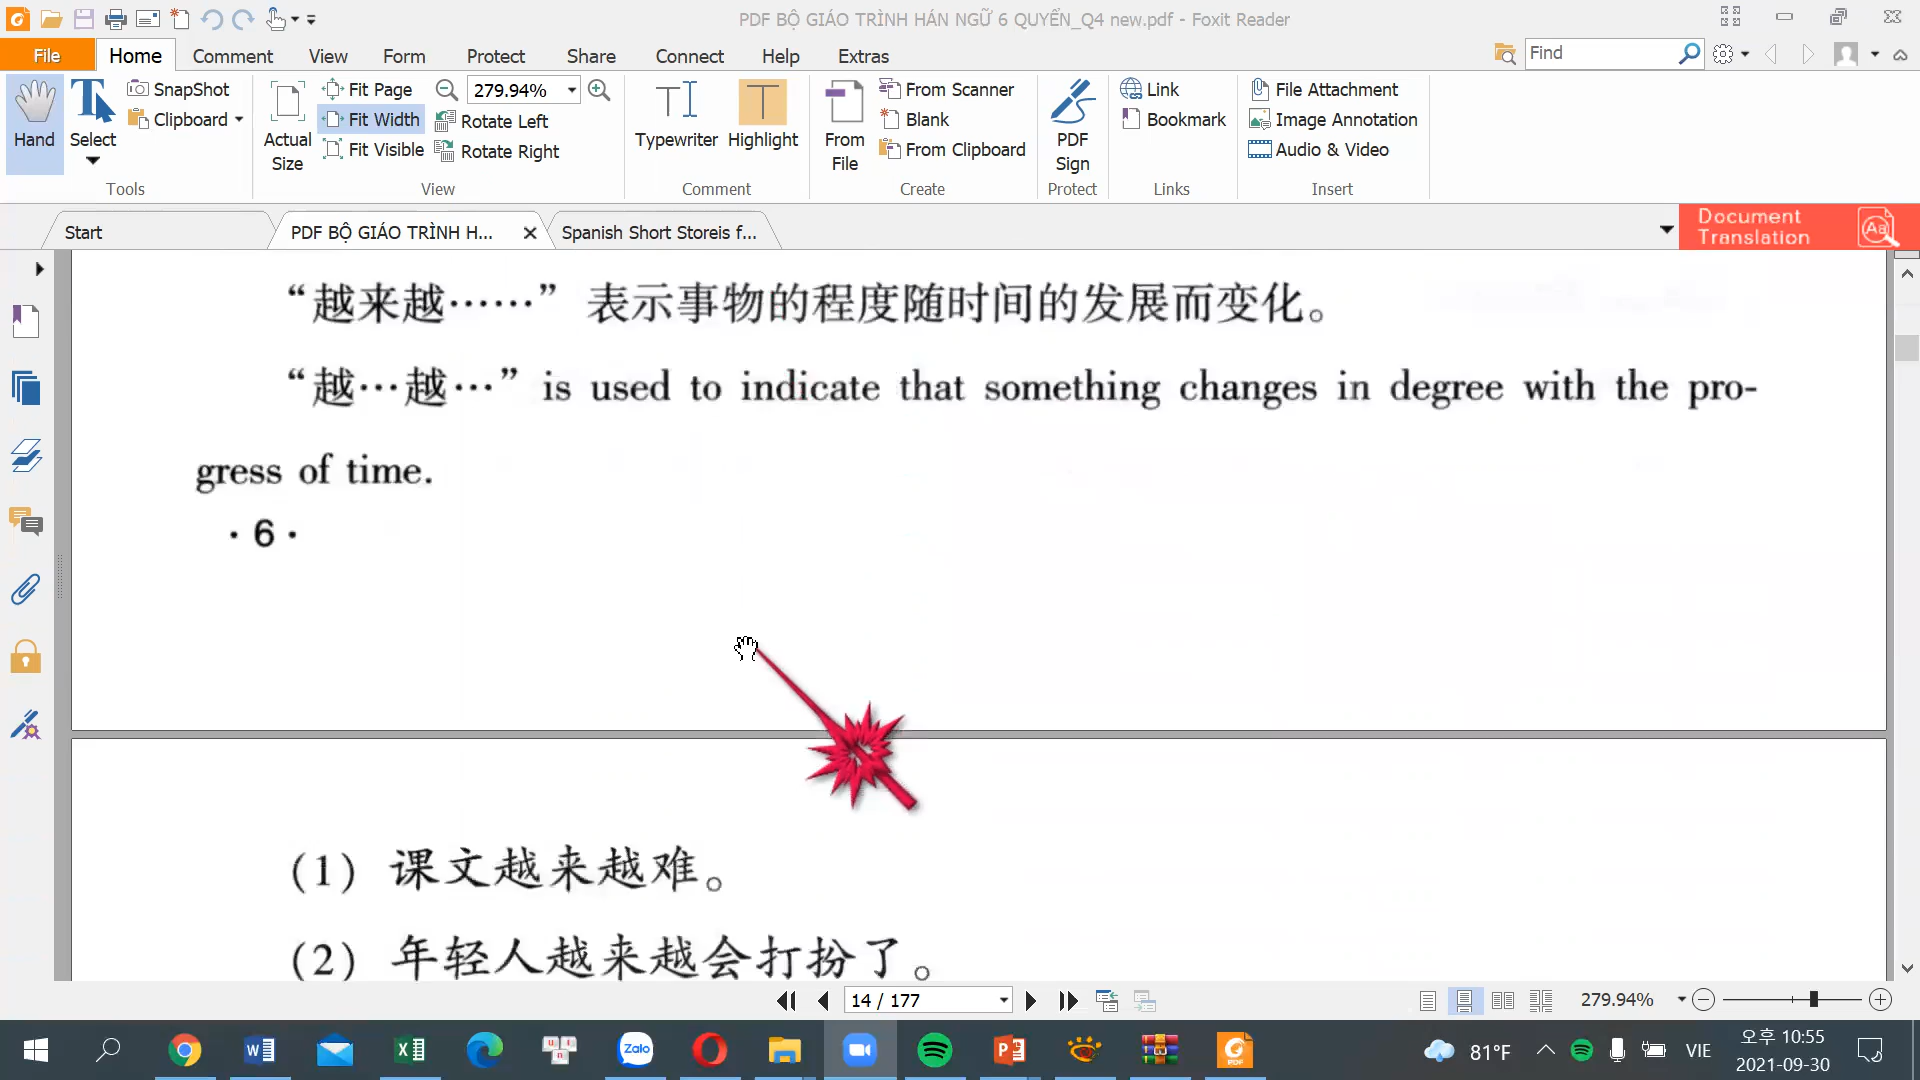 PDF BỘ GIÁO TRÌNH HÁN NGỮ 6 QUYỂN_Q4 new.pdf - Foxit Reader
File Home Comment View Form Protect Share Connect Help Extras
Find
Hand
Select
SnapShot
Clipboard
Tools
Actual Size
Fit Page
Fit Width
Fit Visible
279.94%
Rotate Left
Rotate Right
View
Typewriter
Highlight
Comment
From File
From Scanner
Blank
From Clipboard
Create
PDF Sign
Protect
Link
Bookmark
Links
File Attachment
Image Annotation
Audio & Video
Insert
Start
PDF BỘ GIÁO TRÌNH H...
Spanish Short Storeis f...
Document
Translation
“越来越……” 表示事物的程度随时间的发展而变化。
“越…越…” is used to indicate that something changes in degree with the pro-
gress of time.
· 6 ·
(1) 课文越来越难。
(2) 年轻人越来越会打扮了。
14 / 177
279.94%
Zalo
81°F
VIE
오후 10:55
2021-09-30